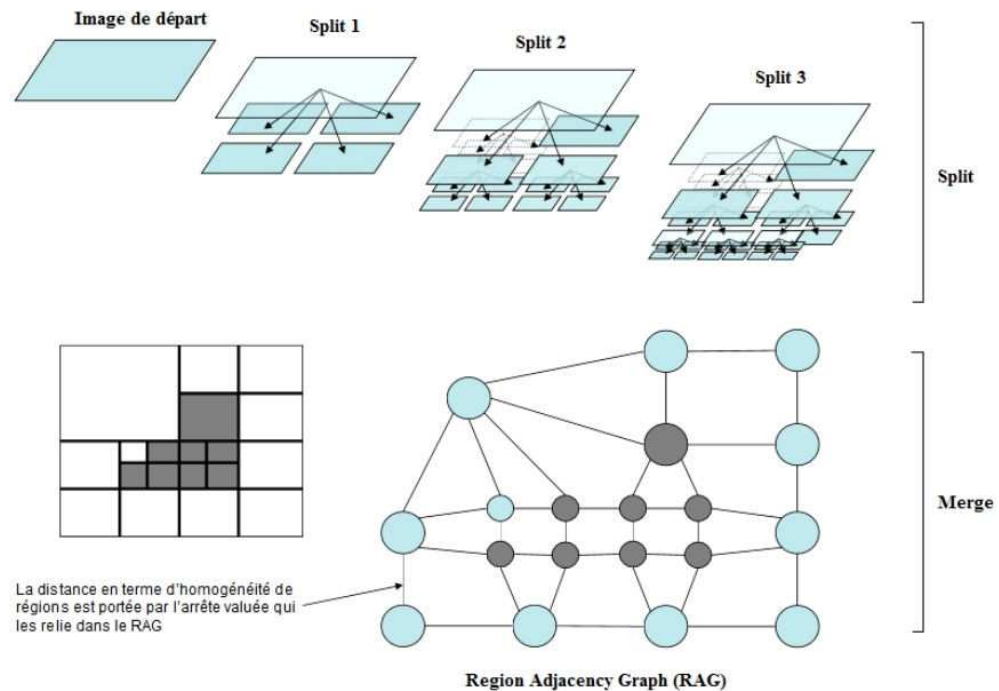 Image de départ
Split 1
Split 2
Split 3
Split
Merge
La distance en terme d'homogénéité de
régions est portée par l'arrête valuée qui
les relie dans le RAG
Region Adjacency Graph (RAG)